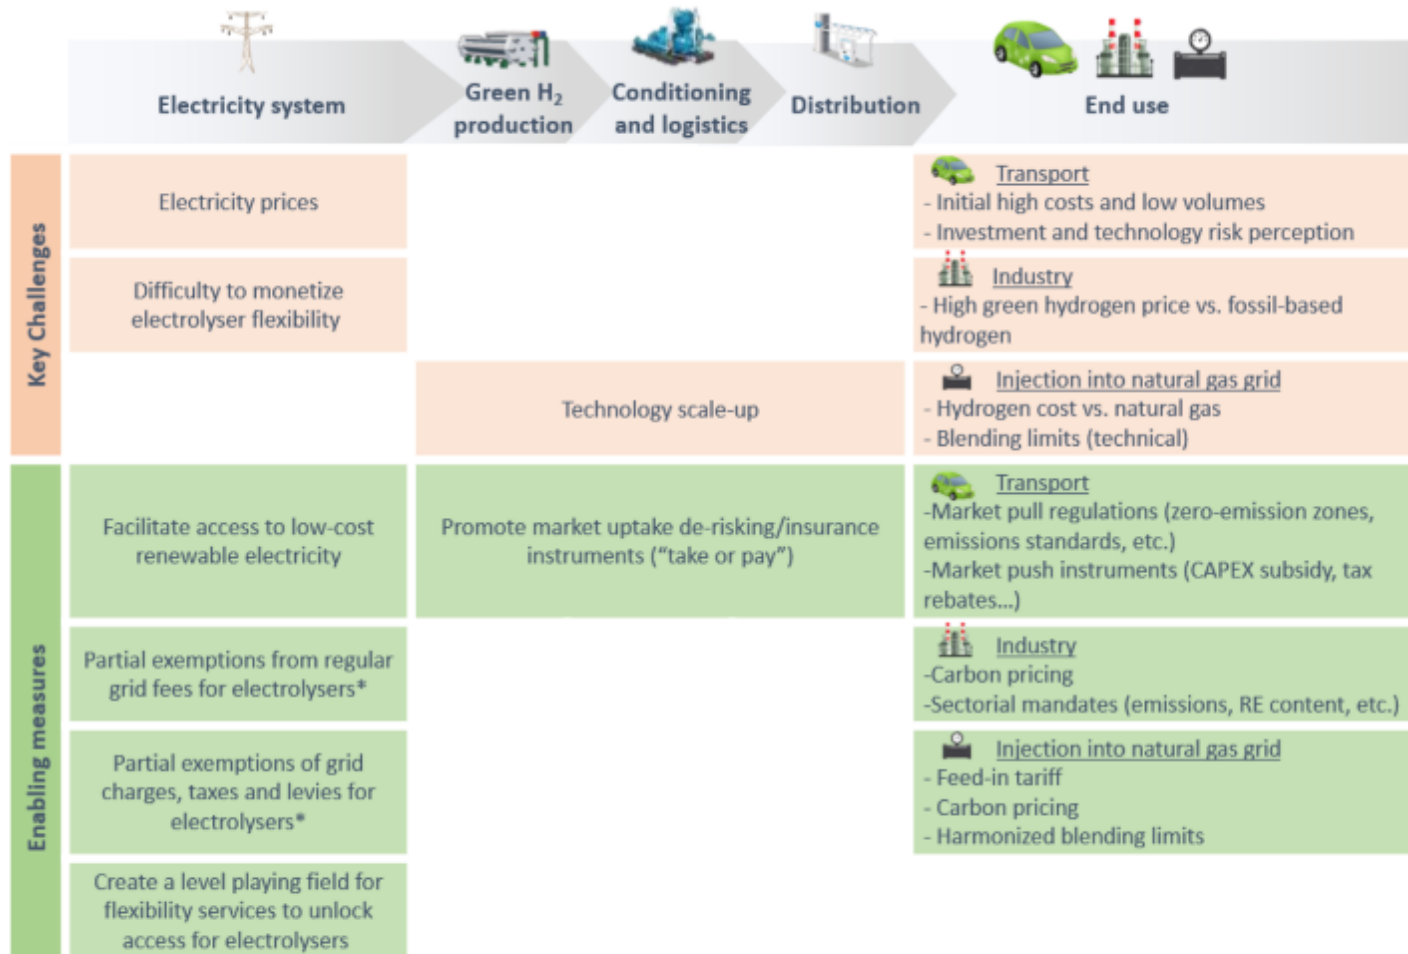 Electricity system
Green H₂
production
Conditioning
and logistics
Distribution
End use
Key Challenges
Electricity prices
Difficulty to monetize
electrolyser flexibility
Technology scale-up
Transport
- Initial high costs and low volumes
- Investment and technology risk perception
Industry
- High green hydrogen price vs. fossil-based
hydrogen
Injection into natural gas grid
- Hydrogen cost vs. natural gas
- Blending limits (technical)
Enabling measures
Facilitate access to low-cost
renewable electricity
Partial exemptions from regular
grid fees for electrolysers*
Partial exemptions of grid
charges, taxes and levies for
electrolysers*
Create a level playing field for
flexibility services to unlock
access for electrolysers
Promote market uptake de-risking/insurance
instruments (“take or pay”)
Transport
-Market pull regulations (zero-emission zones,
emissions standards, etc.)
-Market push instruments (CAPEX subsidy, tax
rebates…)
Industry
-Carbon pricing
-Sectorial mandates (emissions, RE content, etc.)
Injection into natural gas grid
- Feed-in tariff
- Carbon pricing
- Harmonized blending limits